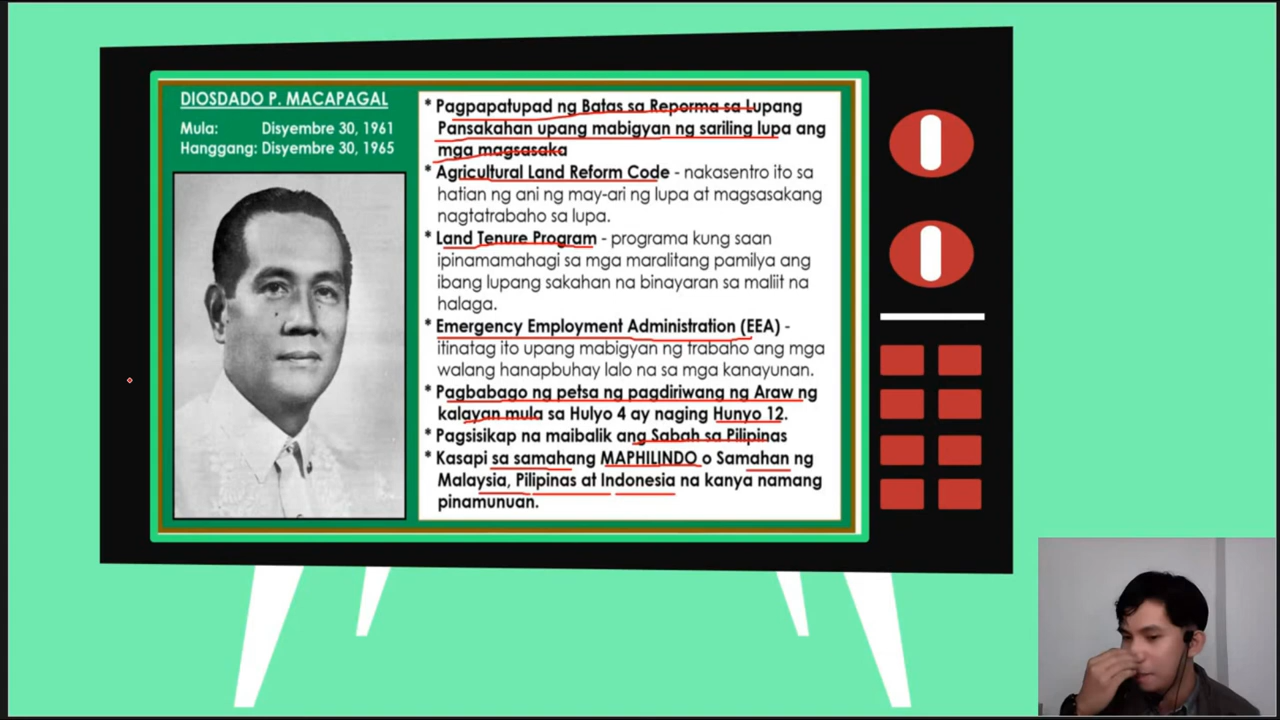 DIOSDADO P. MACAPAGAL
Mula: Disyembre 30, 1961
Hanggang: Disyembre 30, 1965
* Pagpapatupad ng Batas sa Reporma sa Lupang
Pansakahan upang mabigyan ng sariling lupa ang
mga magsasaka
* Agricultural Land Reform Code - nakasentro ito sa
hatian ng ani ng may-ari ng lupa at magsasakang
nagtatrabaho sa lupa.
* Land Tenure Program - programa kung saan
ipinamamahagi sa mga maralitang pamilya ang
ibang lupang sakahan na binayaran sa maliit na
halaga.
* Emergency Employment Administration (EEA) -
itinatag ito upang mabigyan ng trabaho ang mga
walang hanapbuhay lalo na sa mga kanayunan.
* Pagbabago ng petsa ng pagdiriwang ng Araw ng
kalayan mula sa Hulyo 4 ay naging Hunyo 12.
* Pagsisikap na maibalik ang Sabah sa Pilipinas
* Kasapi sa samahang MAPHILINDO o Samahan ng
Malaysia, Pilipinas at Indonesia na kanya namang
pinamunuan.